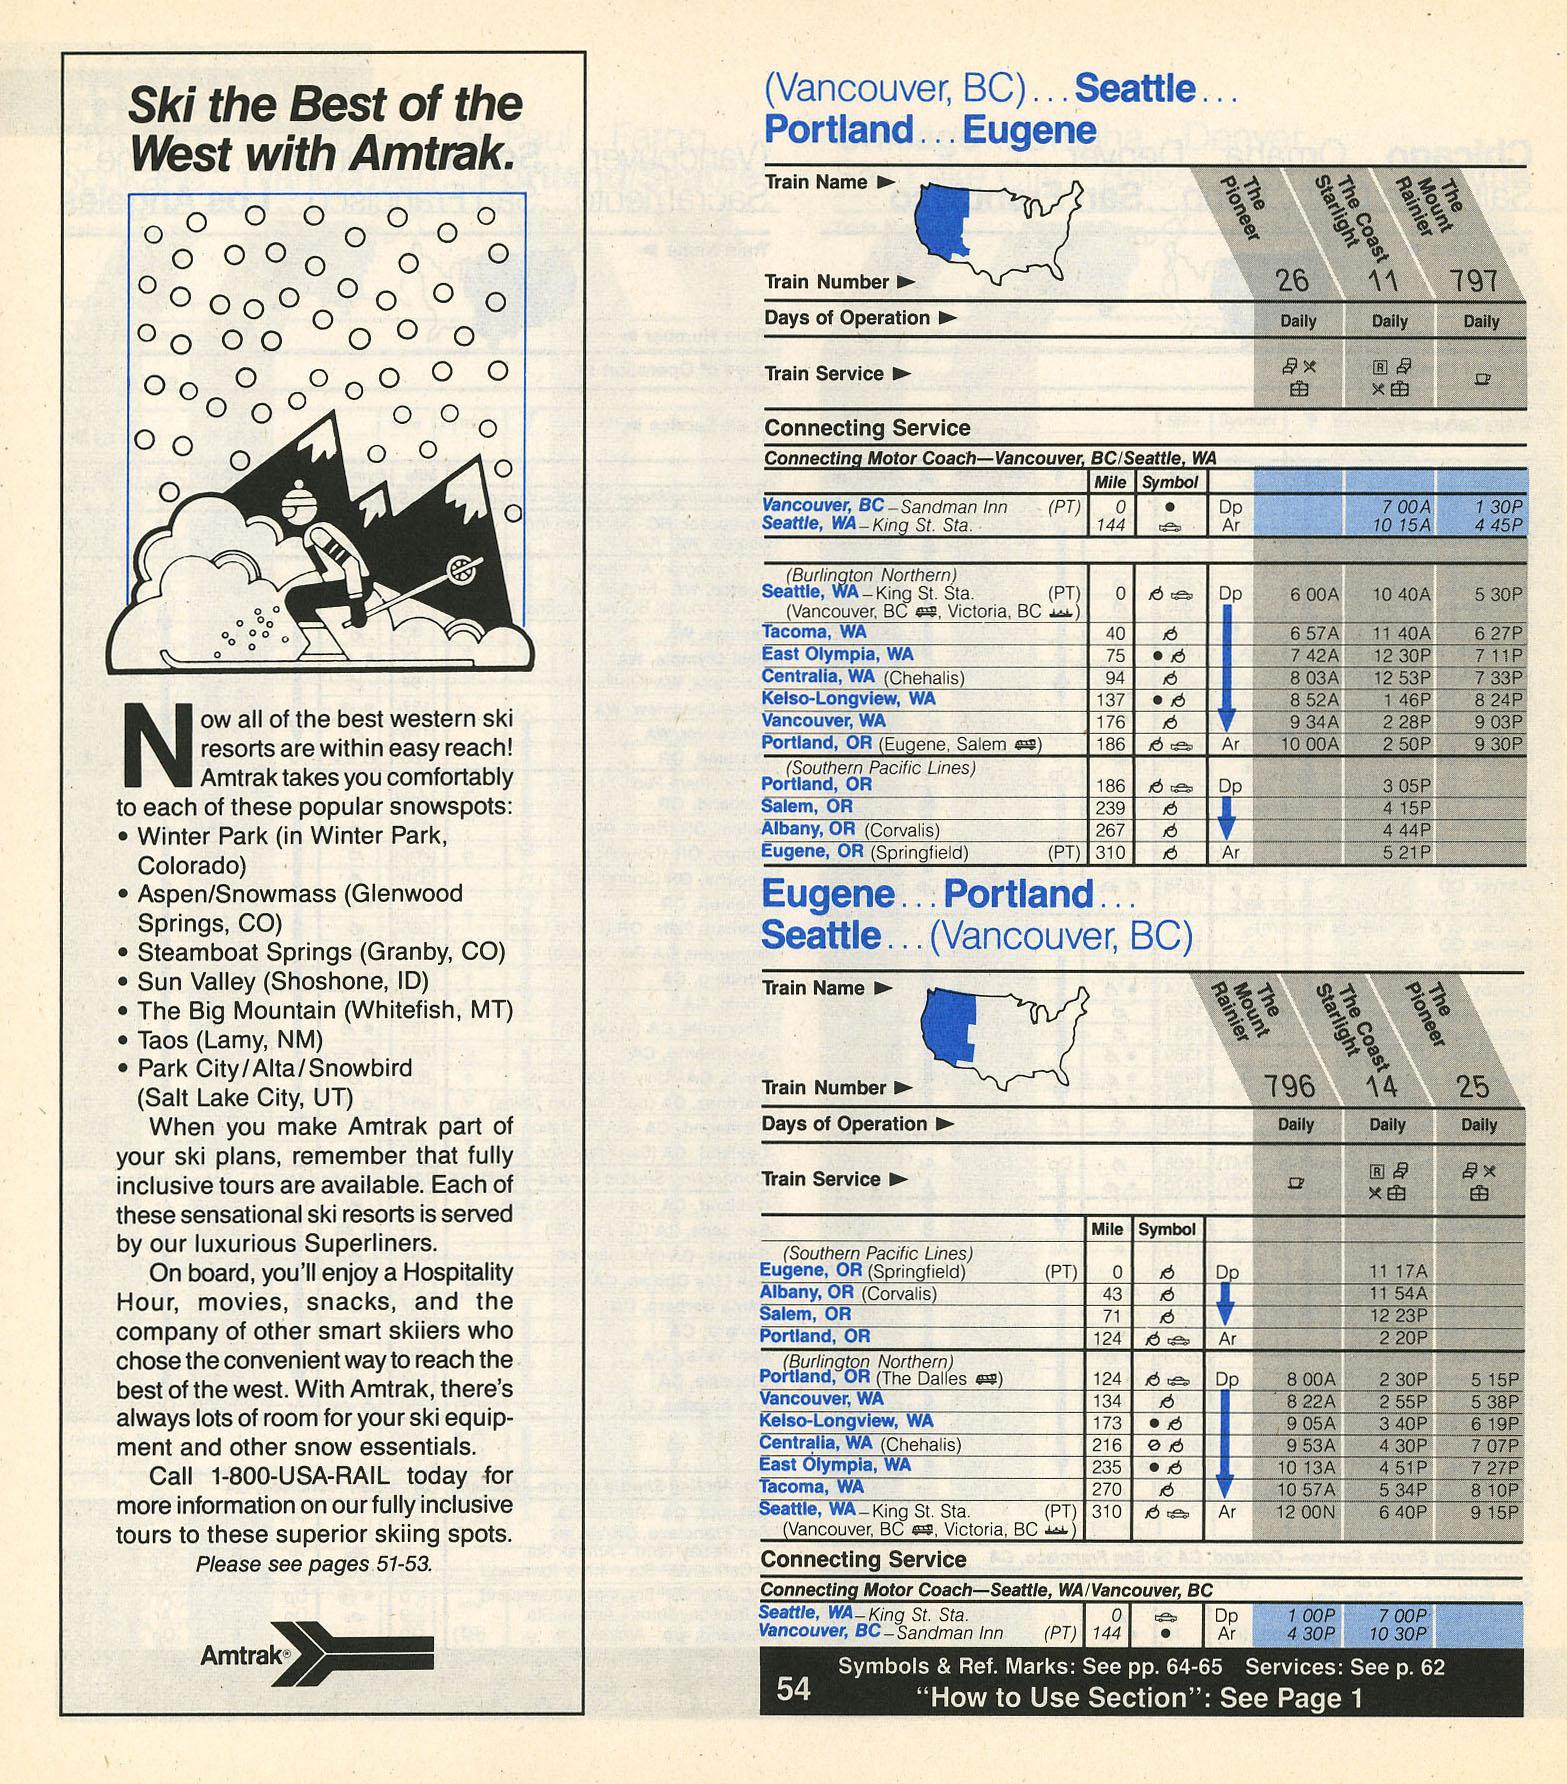 Ski the Best of the
West with Amtrak.
Now all of the best western ski
resorts are within easy reach!
Amtrak takes you comfortably
to each of these popular snowspots:
• Winter Park (in Winter Park,
Colorado)
• Aspen/Snowmass (Glenwood
Springs, CO)
• Steamboat Springs (Granby, CO)
• Sun Valley (Shoshone, ID)
• The Big Mountain (Whitefish, MT)
• Taos (Lamy, NM)
• Park City/Alta/Snowbird
(Salt Lake City, UT)
When you make Amtrak part of
your ski plans, remember that fully
inclusive tours are available. Each of
these sensational ski resorts is served
by our luxurious Superliners.
On board, you'll enjoy a Hospitality
Hour, movies, snacks, and the
company of other smart skiiers who
chose the convenient way to reach the
best of the west. With Amtrak, there's
always lots of room for your ski equip-
ment and other snow essentials.
Call 1-800-USA-RAIL today for
more information on our fully inclusive
tours to these superior skiing spots.
Please see pages 51-53.
Amtrak®
(Vancouver, BC)...Seattle...
Portland...Eugene
Train Name ► The Pioneer The Coast Starlight The Mount Rainier
Train Number ► 26 11 797
Days of Operation ► Daily Daily Daily
Train Service ► R
Connecting Service
Connecting Motor Coach—Vancouver, BC/Seattle, WA
Mile Symbol
Vancouver, BC–Sandman Inn (PT) 0 ● Dp 7 00A 1 30P
Seattle, WA–King St. Sta. 144 Ar 10 15A 4 45P
(Burlington Northern)
Seattle, WA–King St. Sta. (PT) 0 Dp 6 00A 10 40A 5 30P
(Vancouver, BC, Victoria, BC)
Tacoma, WA 40 6 57A 11 40A 6 27P
East Olympia, WA 75 ● 7 42A 12 30P 7 11P
Centralia, WA (Chehalis) 94 8 03A 12 53P 7 33P
Kelso-Longview, WA 137 ● 8 52A 1 46P 8 24P
Vancouver, WA 176 9 34A 2 28P 9 03P
Portland, OR (Eugene, Salem) 186 Ar 10 00A 2 50P 9 30P
(Southern Pacific Lines)
Portland, OR 186 Dp 3 05P
Salem, OR 239 4 15P
Albany, OR (Corvalis) 267 4 44P
Eugene, OR (Springfield) (PT) 310 Ar 5 21P
Eugene...Portland...
Seattle...(Vancouver, BC)
Train Name ► The Mount Rainier The Coast Starlight The Pioneer
Train Number ► 796 14 25
Days of Operation ► Daily Daily Daily
Train Service ► R
Mile Symbol
(Southern Pacific Lines)
Eugene, OR (Springfield) (PT) 0 Dp 11 17A
Albany, OR (Corvalis) 43 11 54A
Salem, OR 71 12 23P
Portland, OR 124 Ar 2 20P
(Burlington Northern)
Portland, OR (The Dalles) 124 Dp 8 00A 2 30P 5 15P
Vancouver, WA 134 8 22A 2 55P 5 38P
Kelso-Longview, WA 173 ● 9 05A 3 40P 6 19P
Centralia, WA (Chehalis) 216 9 53A 4 30P 7 07P
East Olympia, WA 235 ● 10 13A 4 51P 7 27P
Tacoma, WA 270 10 57A 5 34P 8 10P
Seattle, WA–King St. Sta. (PT) 310 Ar 12 00N 6 40P 9 15P
(Vancouver, BC, Victoria, BC)
Connecting Service
Connecting Motor Coach—Seattle, WA/Vancouver, BC
Seattle, WA–King St. Sta. 0 Dp 1 00P 7 00P
Vancouver, BC–Sandman Inn (PT) 144 ● Ar 4 30P 10 30P
54
Symbols & Ref. Marks: See pp. 64-65 Services: See p. 62
"How to Use Section": See Page 1